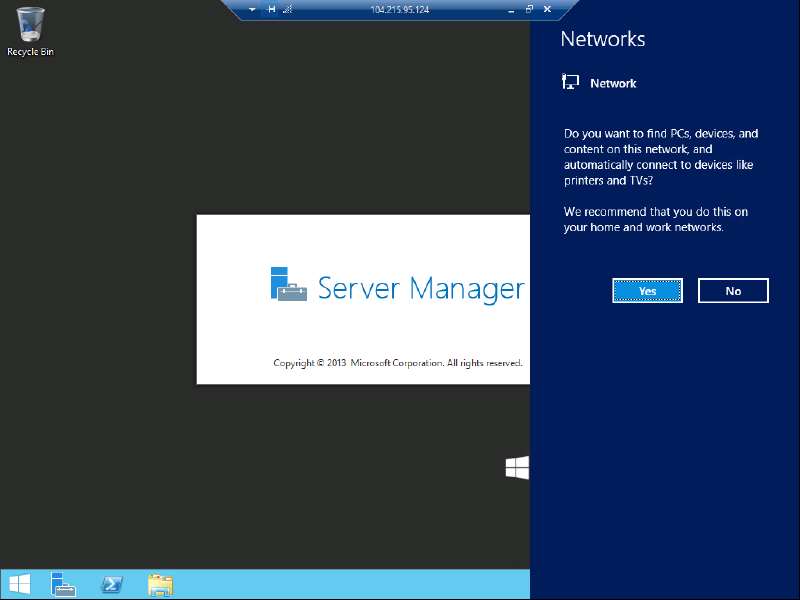 104.215.95.124
Recycle Bin
Networks
Network
Do you want to find PCs, devices, and
content on this network, and
automatically connect to devices like
printers and TVs?
We recommend that you do this on
your home and work networks.
Yes
No
Server Manager
Copyright © 2013 Microsoft Corporation. All rights reserved.